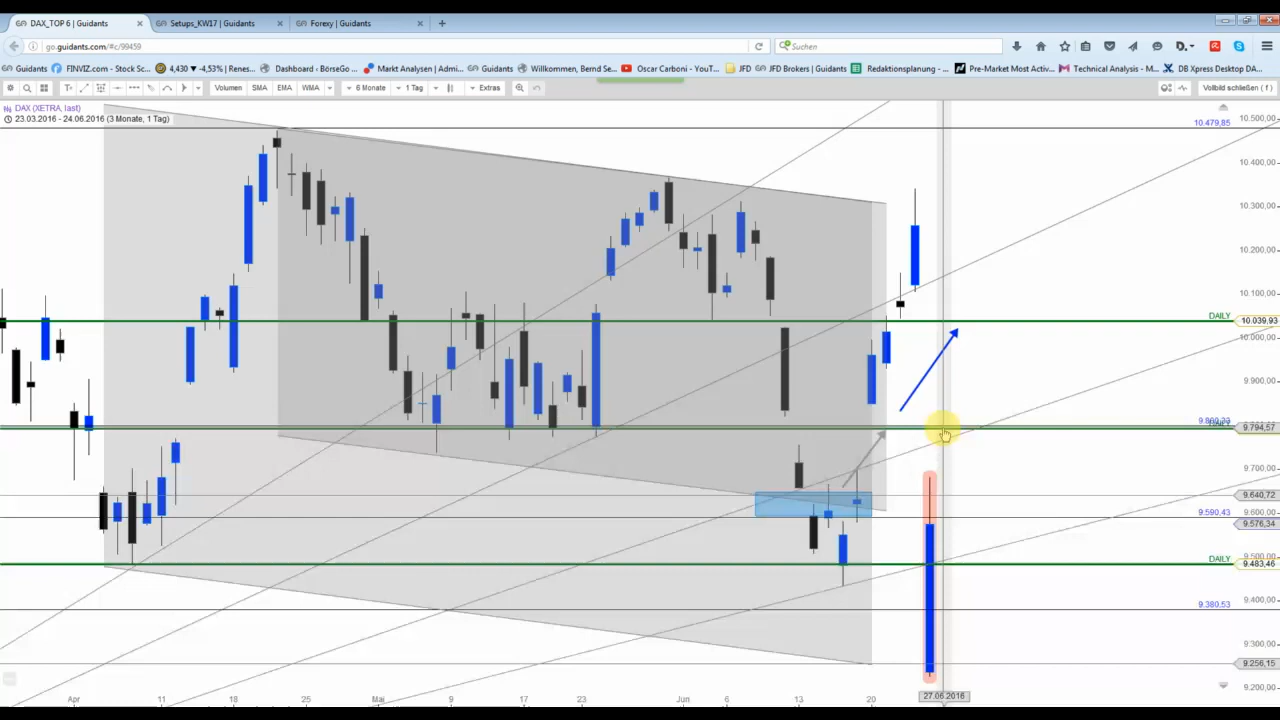 DAX_TOP 6 | Guidants
Setups_KW17 | Guidants
Forexy | Guidants
go.guidants.com/#c/99459
Suchen
Guidants
FINVIZ.com - Stock Sc...
4,430 ▼ -4,53% | Renes...
Dashboard ‹ BörseGo ...
Markt Analysen | Admi...
Guidants
Willkommen, Bernd Se...
Oscar Carboni - YouT...
JFD
JFD Brokers | Guidants
Redaktionsplanung - ...
Pre-Market Most Activ...
Technical Analysis - M...
DB Xpress Desktop DA...
Volumen
SMA
EMA
WMA
6 Monate
1 Tag
Extras
Vollbild schließen ( f )
DAX (XETRA, last)
23.03.2016 - 24.06.2016 (3 Monate, 1 Tag)
10.500,00
10.479,85
10.400,00
10.300,00
10.200,00
10.100,00
DAILY
10.039,93
10.000,00
9.900,00
9.794,57
9.700,00
9.640,72
9.590,43
9.600,00
9.576,34
DAILY
9.483,46
9.400,00
9.380,53
9.300,00
9.256,15
9.200,00
Apr
11
18
25
Mai
9
17
23
Jun
6
13
20
27.06.2016